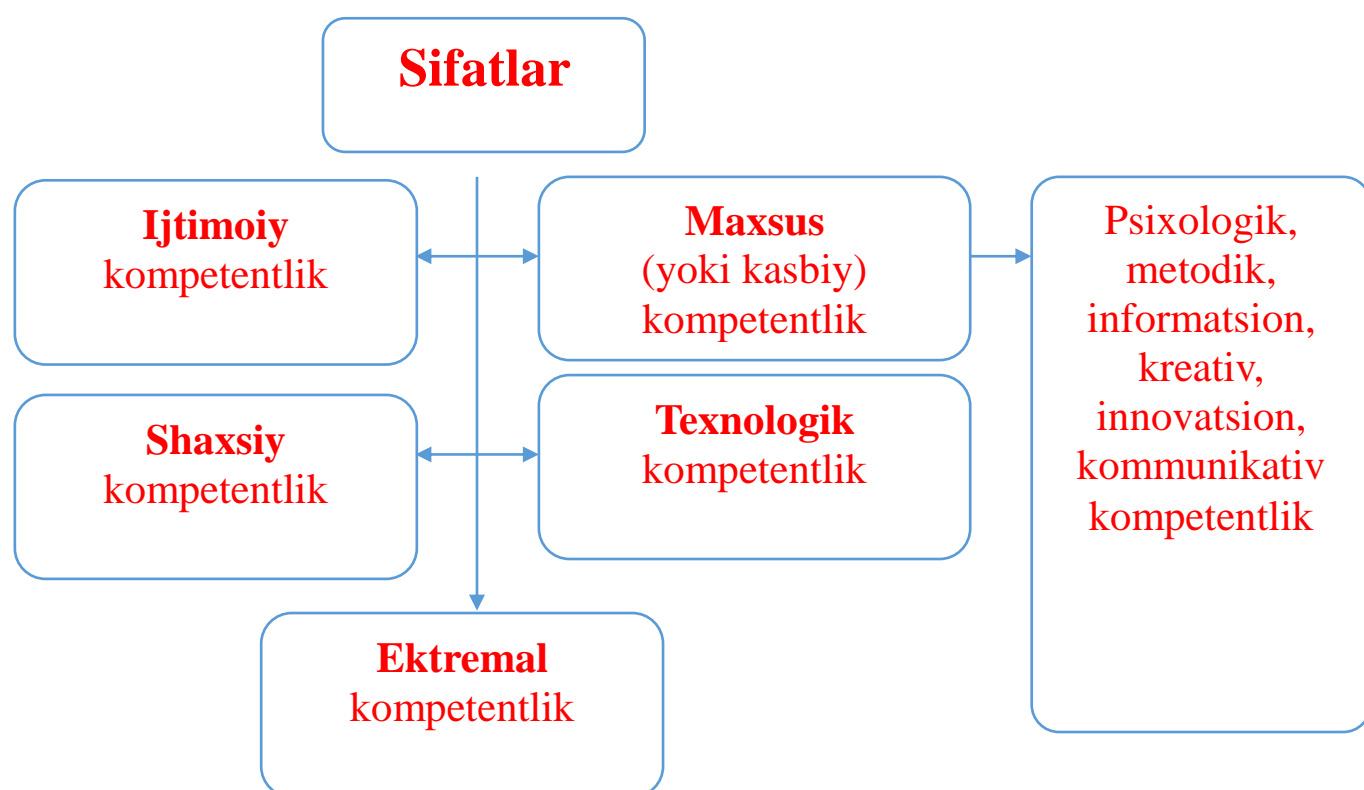 Sifatlar
Ijtimoiy
kompetentlik
Maxsus
(yoki kasbiy)
kompetentlik
Psixologik,
metodik,
informatsion,
kreativ,
innovatsion,
kommunikativ
kompetentlik
Shaxsiy
kompetentlik
Texnologik
kompetentlik
Ektremal
kompetentlik